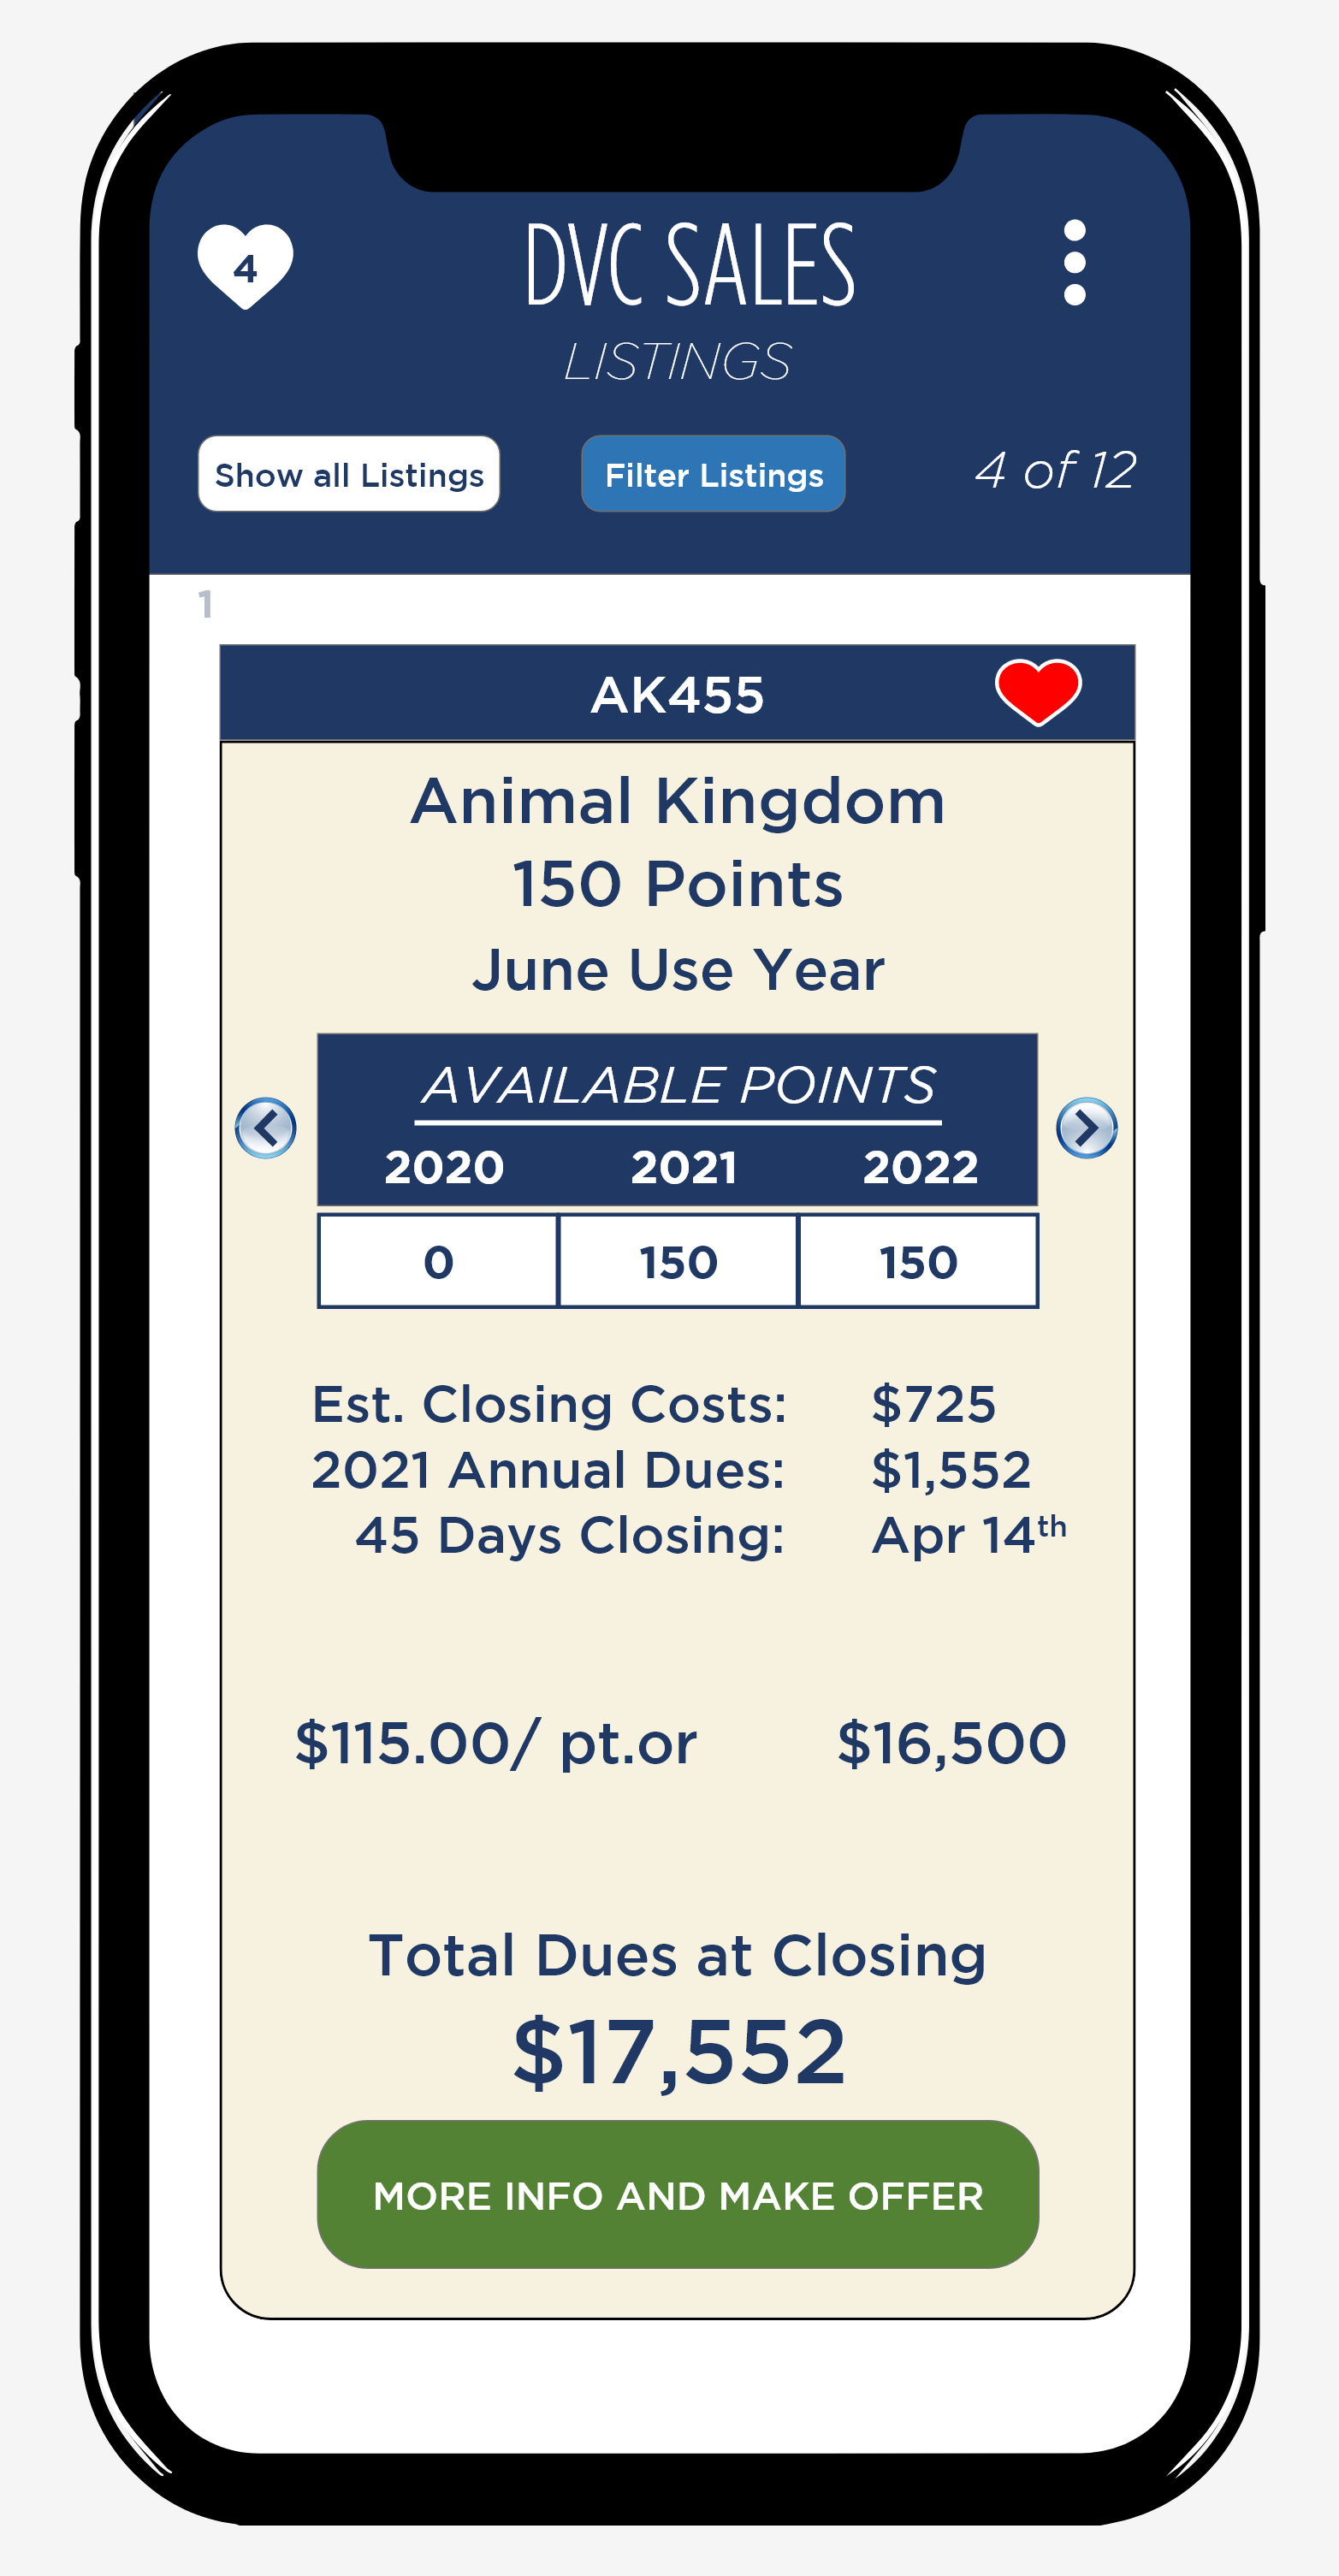 4
DVC SALES
LISTINGS
Show all Listings
Filter Listings
4 of 12
1
AK455
Animal Kingdom
150 Points
June Use Year
AVAILABLE POINTS
2020 2021 2022
0 150 150
Est. Closing Costs: $725
2021 Annual Dues: $1,552
45 Days Closing: Apr 14th
$115.00/ pt.or $16,500
Total Dues at Closing
$17,552
MORE INFO AND MAKE OFFER